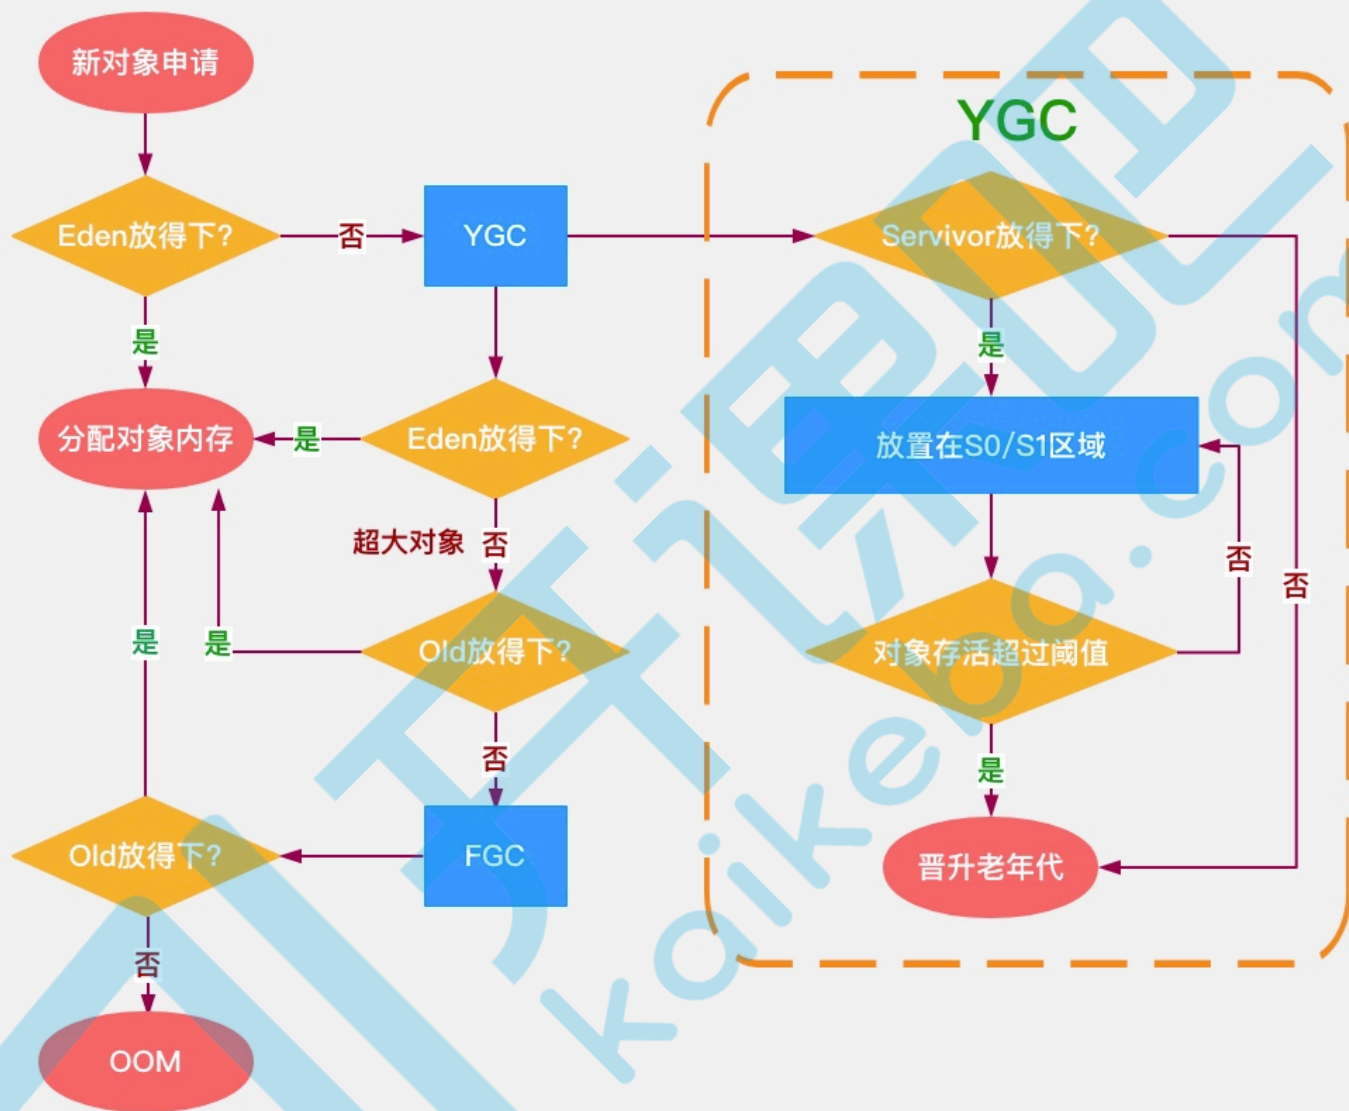 新对象申请
YGC
Eden放得下?
否
YGC
Servivor放得下?
是
是
分配对象内存
是
Eden放得下?
放置在S0/S1区域
超大对象
否
否
否
是
是
Old放得下?
对象存活超过阈值
否
是
Old放得下?
FGC
晋升老年代
否
OOM
开课吧
kaikeba.com